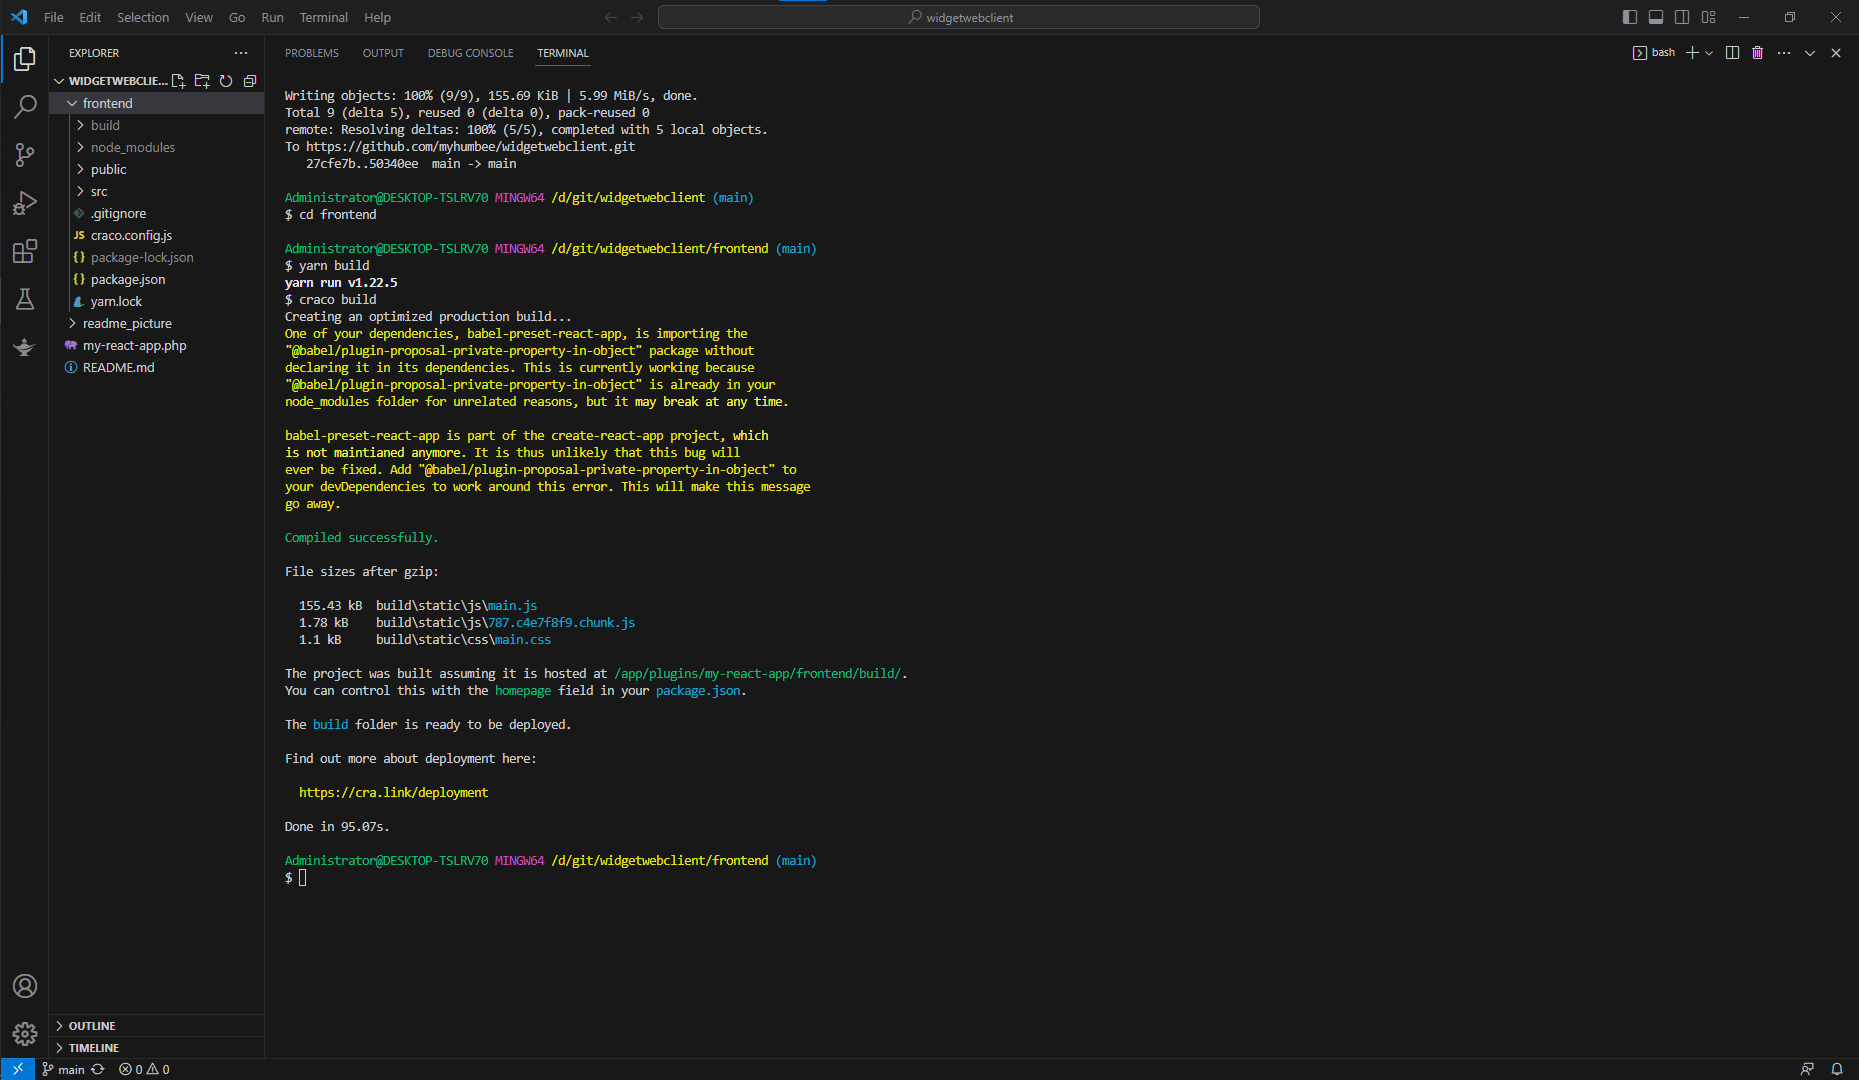 File Edit Selection View Go Run Terminal Help
widgetwebclient
EXPLORER
PROBLEMS OUTPUT DEBUG CONSOLE TERMINAL
bash
WIDGETWEBCLIE...
frontend
build
node_modules
public
src
.gitignore
craco.config.js
package-lock.json
package.json
yarn.lock
readme_picture
my-react-app.php
README.md
OUTLINE
TIMELINE
Writing objects: 100% (9/9), 155.69 KiB | 5.99 MiB/s, done.
Total 9 (delta 5), reused 0 (delta 0), pack-reused 0
remote: Resolving deltas: 100% (5/5), completed with 5 local objects.
To https://github.com/myhumbee/widgetwebclient.git
27cfe7b..50340ee main -> main
Administrator@DESKTOP-TSLRV70 MINGW64 /d/git/widgetwebclient (main)
$ cd frontend
Administrator@DESKTOP-TSLRV70 MINGW64 /d/git/widgetwebclient/frontend (main)
$ yarn build
yarn run v1.22.5
$ craco build
Creating an optimized production build...
One of your dependencies, babel-preset-react-app, is importing the
"@babel/plugin-proposal-private-property-in-object" package without
declaring it in its dependencies. This is currently working because
"@babel/plugin-proposal-private-property-in-object" is already in your
node_modules folder for unrelated reasons, but it may break at any time.
babel-preset-react-app is part of the create-react-app project, which
is not maintianed anymore. It is thus unlikely that this bug will
ever be fixed. Add "@babel/plugin-proposal-private-property-in-object" to
your devDependencies to work around this error. This will make this message
go away.
Compiled successfully.
File sizes after gzip:
155.43 kB build\static\js\main.js
1.78 kB build\static\js\787.c4e7f8f9.chunk.js
1.1 kB build\static\css\main.css
The project was built assuming it is hosted at /app/plugins/my-react-app/frontend/build/.
You can control this with the homepage field in your package.json.
The build folder is ready to be deployed.
Find out more about deployment here:
https://cra.link/deployment
Done in 95.07s.
Administrator@DESKTOP-TSLRV70 MINGW64 /d/git/widgetwebclient/frontend (main)
$
main 0 0